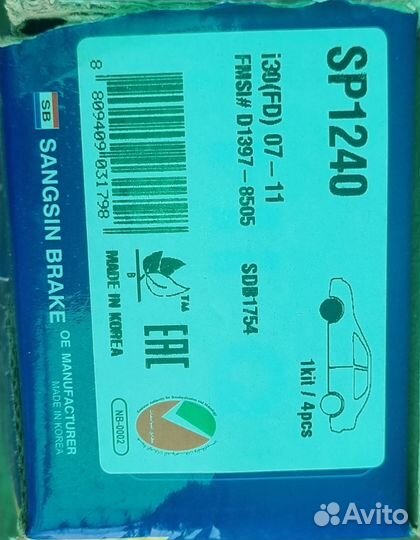 SP1240
i30(FD) 07-11
FMSI# D1397-8505 SDB1754
8 809409 031798
B
TM
MADE IN KOREA
EAC
1kit / 4pcs
NB-0002
SB SANGSIN BRAKE
OE MANUFACTURER
MADE IN KOREA
Avito